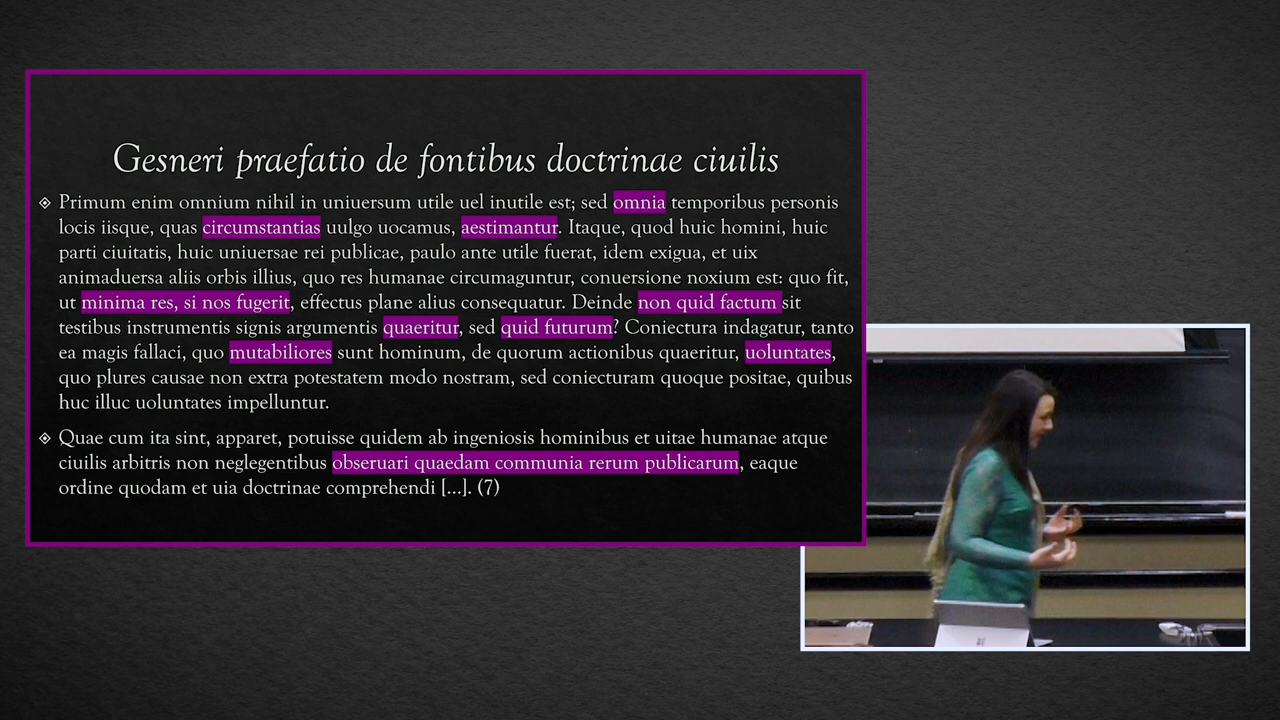 Gesneri praefatio de fontibus doctrinae ciuilis
Primum enim omnium nihil in uniuersum utile uel inutile est; sed omnia temporibus personis
locis iisque, quas circumstantias uulgo uocamus, aestimantur. Itaque, quod huic homini, huic
parti ciuitatis, huic uniuersae rei publicae, paulo ante utile fuerat, idem exigua, et uix
animaduersa aliis orbis illius, quo res humanae circumaguntur, conuersione noxium est: quo fit,
ut minima res, si nos fugerit, effectus plane alius consequatur. Deinde non quid factum sit
testibus instrumentis signis argumentis quaeritur, sed quid futurum? Coniectura indagatur, tanto
ea magis fallaci, quo mutabiliores sunt hominum, de quorum actionibus quaeritur, uoluntates,
quo plures causae non extra potestatem modo nostram, sed coniecturam quoque positae, quibus
huc illuc uoluntates impelluntur.
Quae cum ita sint, apparet, potuisse quidem ab ingeniosis hominibus et uitae humanae atque
ciuilis arbitris non neglegentibus obseruari quaedam communia rerum publicarum, eaque
ordine quodam et uia doctrinae comprehendi [...]. (7)